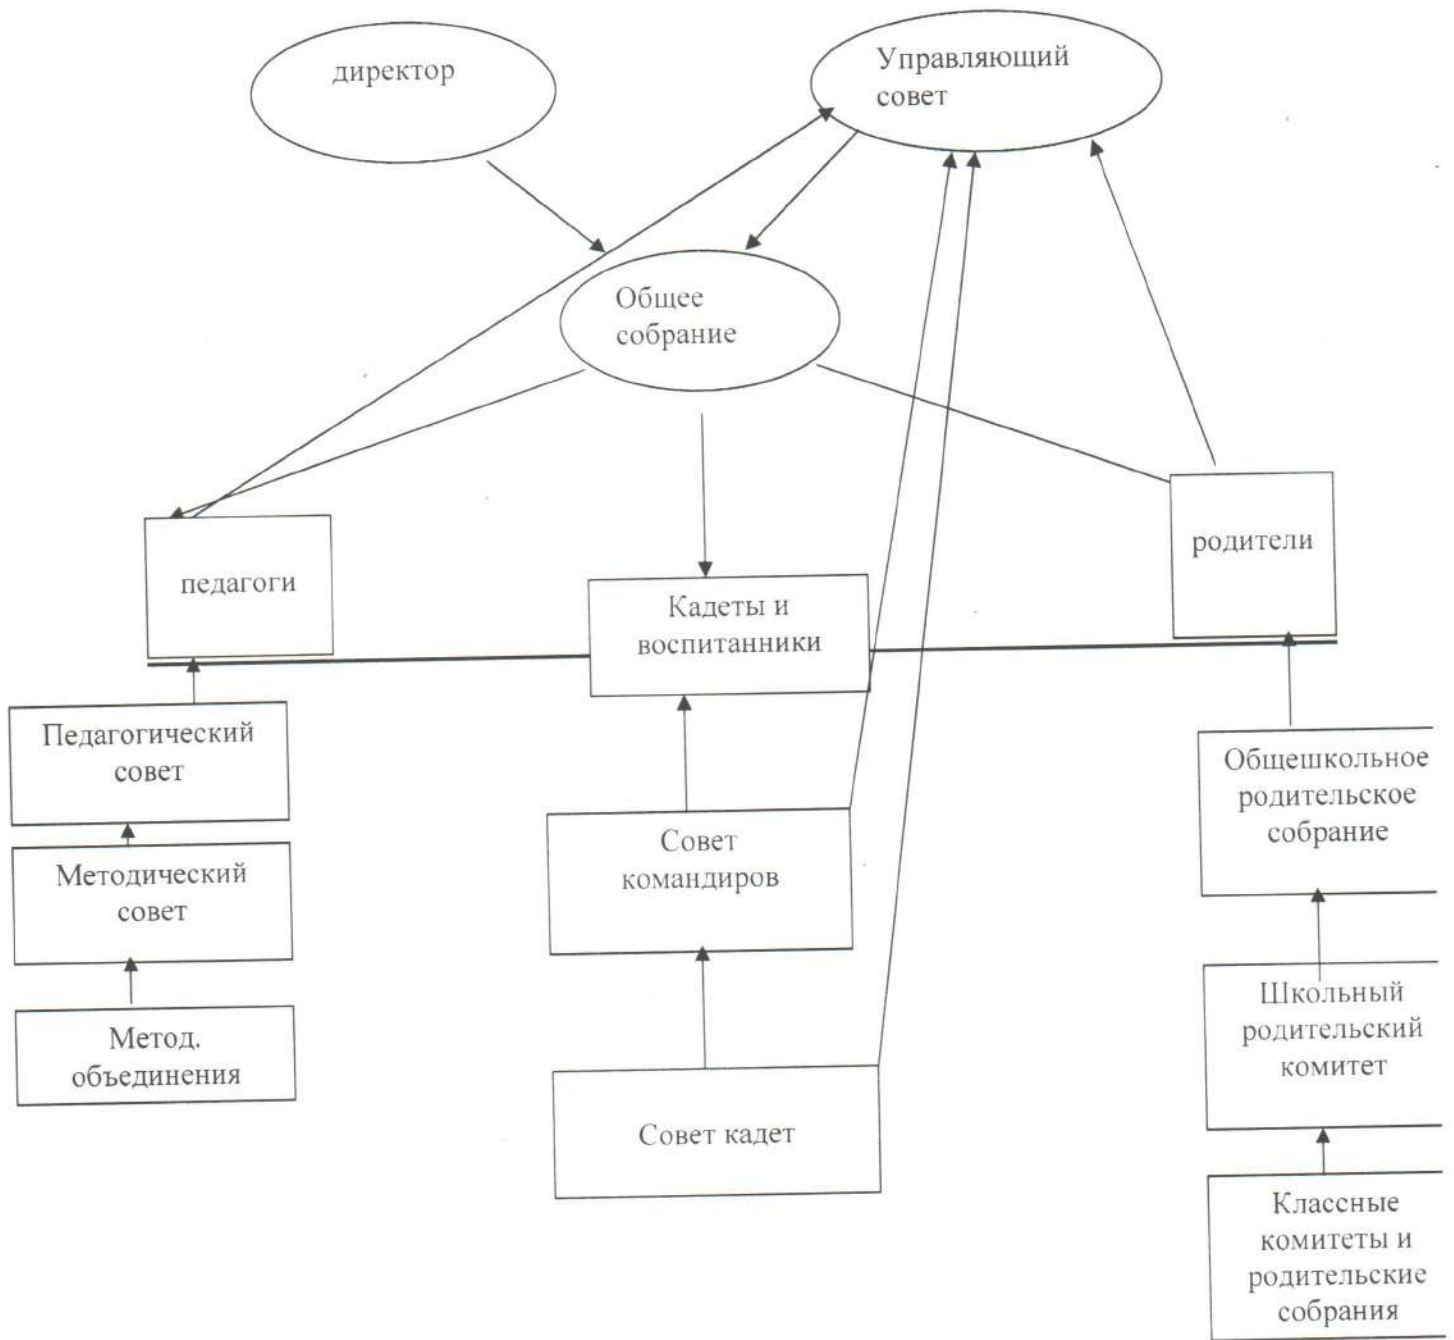 директор
Управляющий
совет
Общее
собрание
педагоги
Кадеты и
воспитанники
родители
Педагогический
совет
Методический
совет
Метод.
объединения
Совет
командиров
Совет кадет
Общешкольное
родительское
собрание
Школьный
родительский
комитет
Классные
комитеты и
родительские
собрания